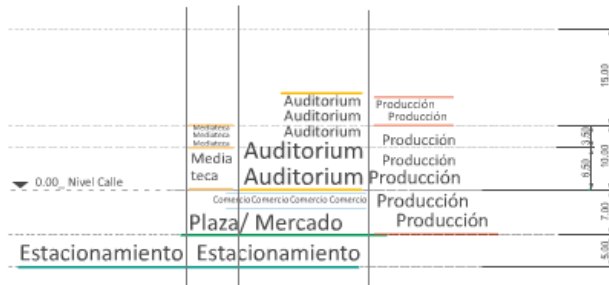 15.00
Auditorium Producción
Auditorium Producción
Mediateca Auditorium
Mediateca
Mediateca Producción 3.50
Auditorium
Media Producción 10.00
teca Auditorium Producción 6.50
0.00_ Nivel Calle
Comercio Comercio Comercio Comercio Producción
7.00
Plaza/ Mercado Producción
Estacionamiento Estacionamiento 5.00